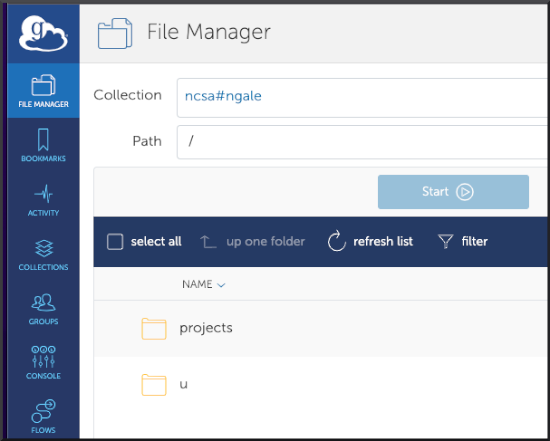 g
File Manager
FILE MANAGER
Collection
ncsa#ngale
Path
/
BOOKMARKS
Start
ACTIVITY
select all
up one folder
refresh list
filter
COLLECTIONS
NAME
GROUPS
projects
CONSOLE
u
FLOWS